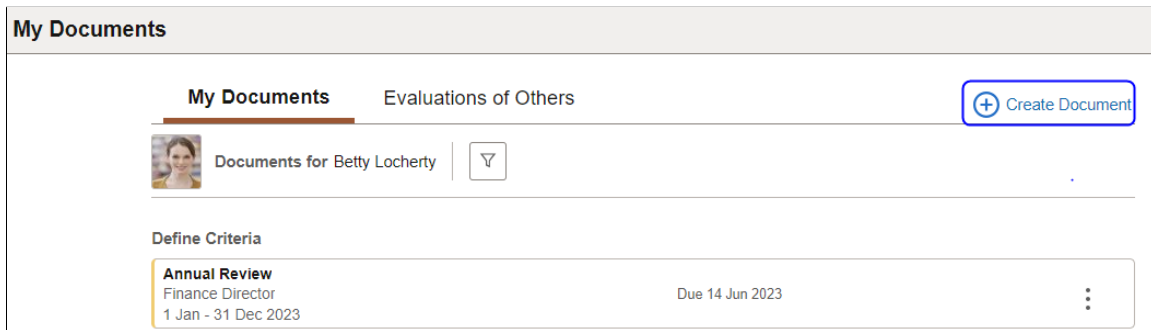 My Documents
My Documents Evaluations of Others Create Document
Documents for Betty Locherty
Define Criteria
Annual Review
Finance Director Due 14 Jun 2023
1 Jan - 31 Dec 2023